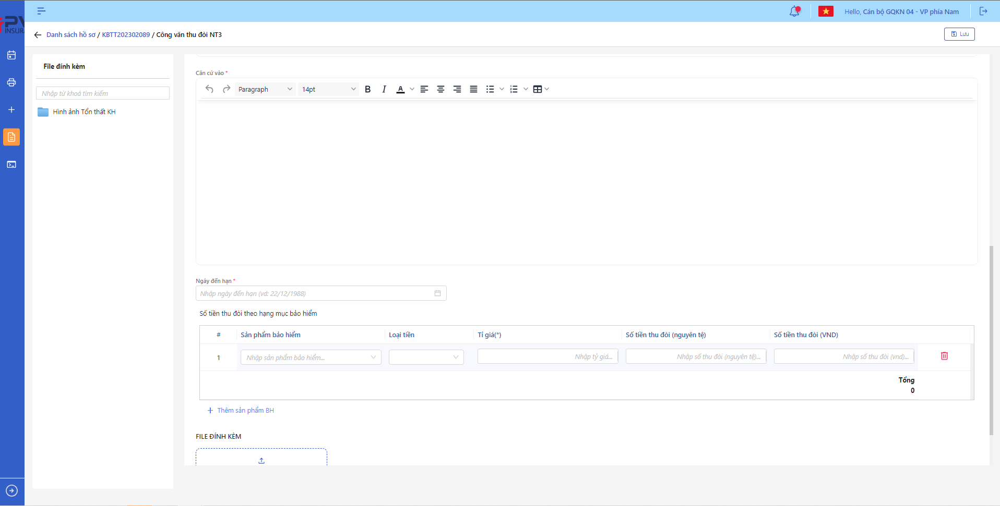 Hello, Cán bộ GQKN 04 - VP phía Nam
INSUR
Danh sách hồ sơ / KBTT202302089 / Công văn thu đòi NT3
Lưu
File đính kèm
Nhập từ khoá tìm kiếm
Hình ảnh Tổn thất KH
Căn cứ vào *
Paragraph
14pt
B I A
Ngày đến hạn *
Nhập ngày đến hạn (vd: 22/12/1988)
Số tiền thu đòi theo hạng mục bảo hiểm
# Sản phẩm bảo hiểm Loại tiền Tỉ giá(*) Số tiền thu đòi (nguyên tệ) Số tiền thu đòi (VND)
1 Nhập sản phẩm bảo hiểm... Nhập tỷ giá... Nhập số thu đòi (nguyên tệ)... Nhập số thu đòi (vnd)...
Tổng
0
+ Thêm sản phẩm BH
FILE ĐÍNH KÈM